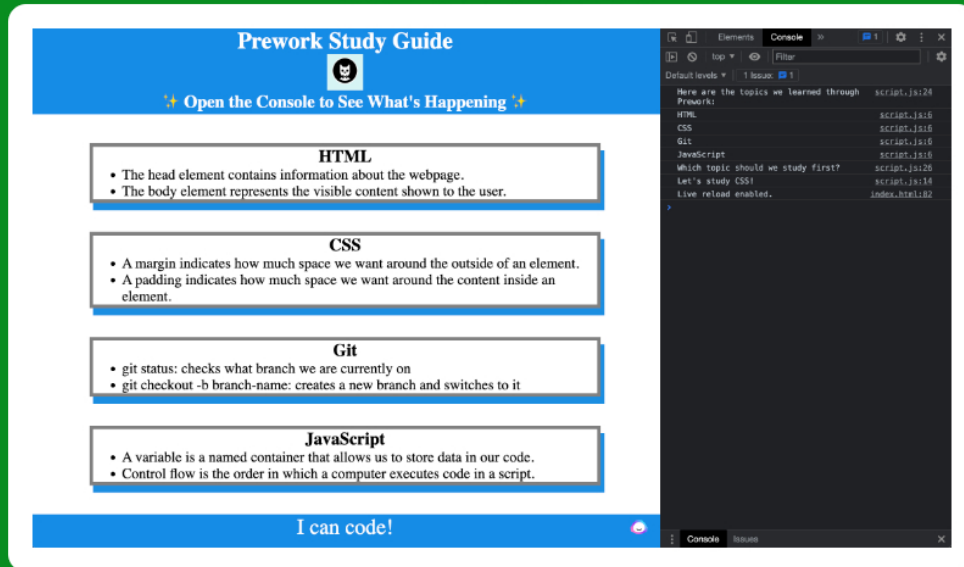 Prework Study Guide
✨ Open the Console to See What's Happening ✨
HTML
• The head element contains information about the webpage.
• The body element represents the visible content shown to the user.
CSS
• A margin indicates how much space we want around the outside of an element.
• A padding indicates how much space we want around the content inside an
element.
Git
• git status: checks what branch we are currently on
• git checkout -b branch-name: creates a new branch and switches to it
JavaScript
• A variable is a named container that allows us to store data in our code.
• Control flow is the order in which a computer executes code in a script.
I can code!
Elements Console » 1
top ▼ Filter
Default levels ▼ 1 Issue: 1
Here are the topics we learned through script.js:24
Prework:
HTML script.js:6
CSS script.js:6
Git script.js:6
JavaScript script.js:6
Which topic should we study first? script.js:26
Let's study CSS! script.js:14
Live reload enabled. index.html:82
>
Console Issues